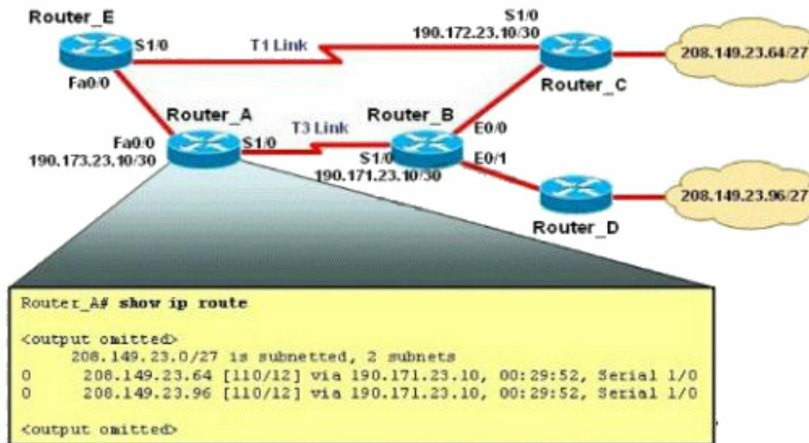 Router_E
S1/0
T1 Link
S1/0
190.172.23.10/30
208.149.23.64/27
Router_C
Fa0/0
Router_A
T3 Link
Router_B
Fa0/0
190.173.23.10/30
S1/0
S1/0
190.171.23.10/30
E0/0
E0/1
208.149.23.96/27
Router_D
Router_A# show ip route
<output omitted>
208.149.23.0/27 is subnetted, 2 subnets
O 208.149.23.64 [110/12] via 190.171.23.10, 00:29:52, Serial 1/0
O 208.149.23.96 [110/12] via 190.171.23.10, 00:29:52, Serial 1/0
<output omitted>